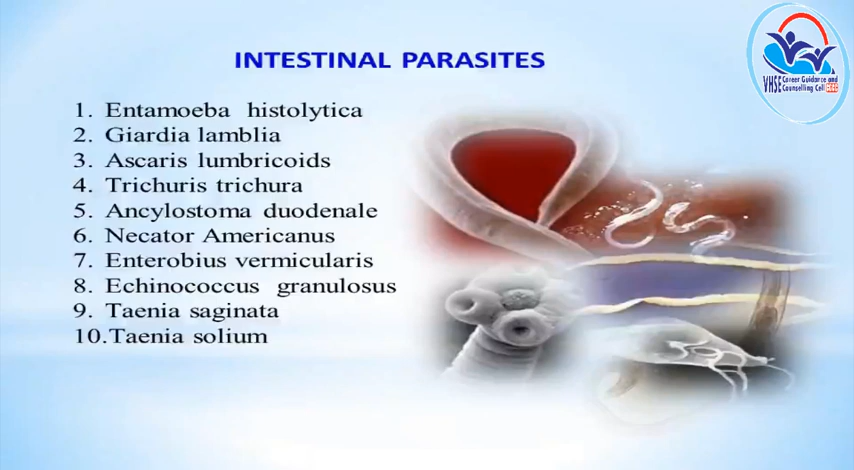 INTESTINAL PARASITES
VHSE Career Guidance and
Counselling Cell
1. Entamoeba histolytica
2. Giardia lamblia
3. Ascaris lumbricoids
4. Trichuris trichura
5. Ancylostoma duodenale
6. Necator Americanus
7. Enterobius vermicularis
8. Echinococcus granulosus
9. Taenia saginata
10.Taenia solium